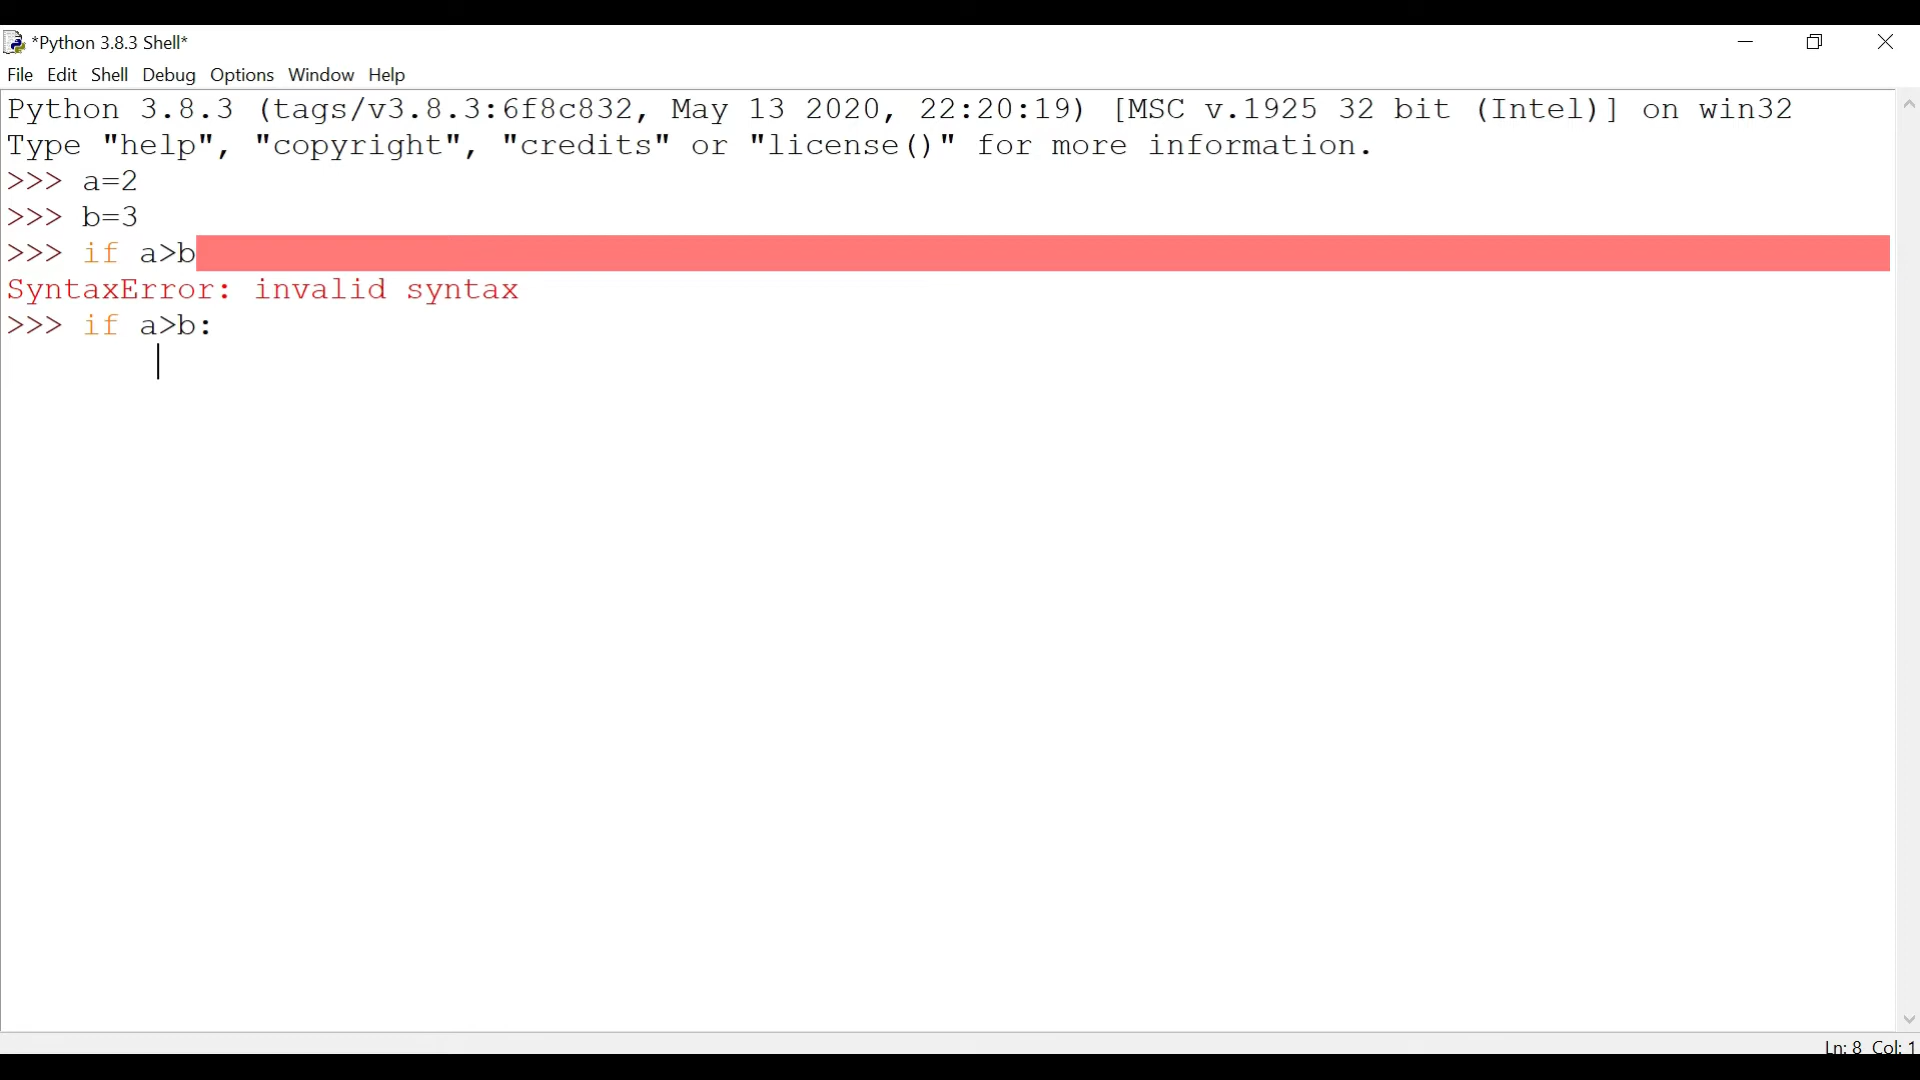 *Python 3.8.3 Shell*
File Edit Shell Debug Options Window Help
Python 3.8.3 (tags/v3.8.3:6f8c832, May 13 2020, 22:20:19) [MSC v.1925 32 bit (Intel)] on win32
Type "help", "copyright", "credits" or "license()" for more information.
>>> a=2
>>> b=3
>>> if a>b
SyntaxError: invalid syntax
>>> if a>b:
Ln: 8 Col: 1